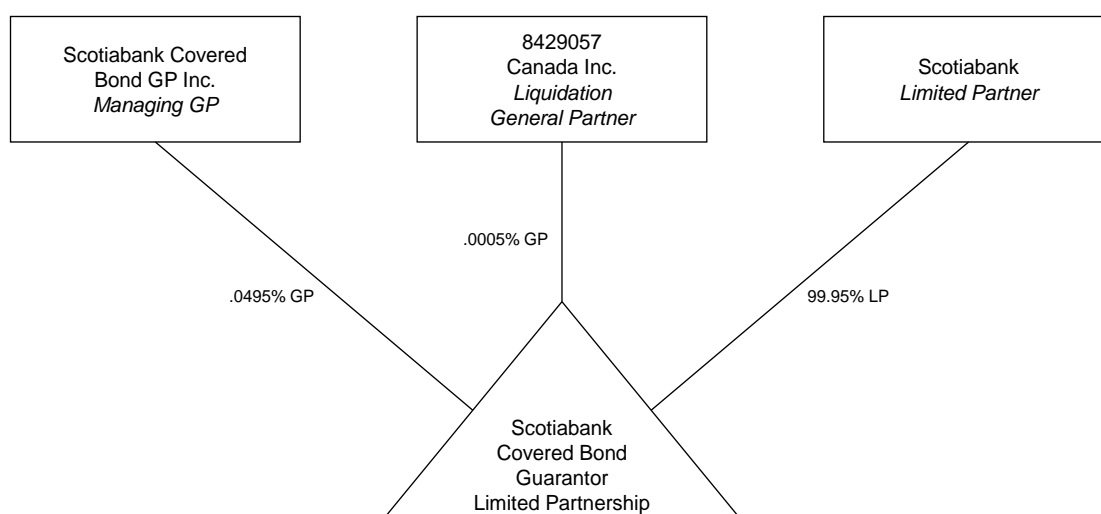 Scotiabank Covered
Bond GP Inc.
Managing GP
8429057
Canada Inc.
Liquidation
General Partner
Scotiabank
Limited Partner
.0005% GP
.0495% GP
99.95% LP
Scotiabank
Covered Bond
Guarantor
Limited Partnership